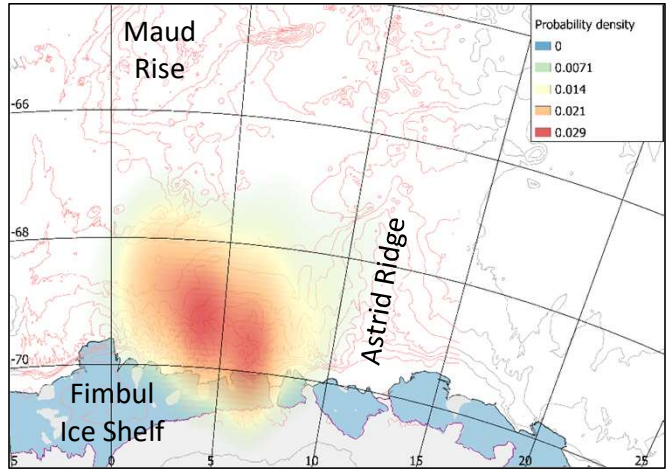 Maud
Rise
Probability density
0
0.0071
0.014
0.021
0.029
-66
-68
Astrid Ridge
-70
Fimbul
Ice Shelf
5
0
5
10
15
20
25